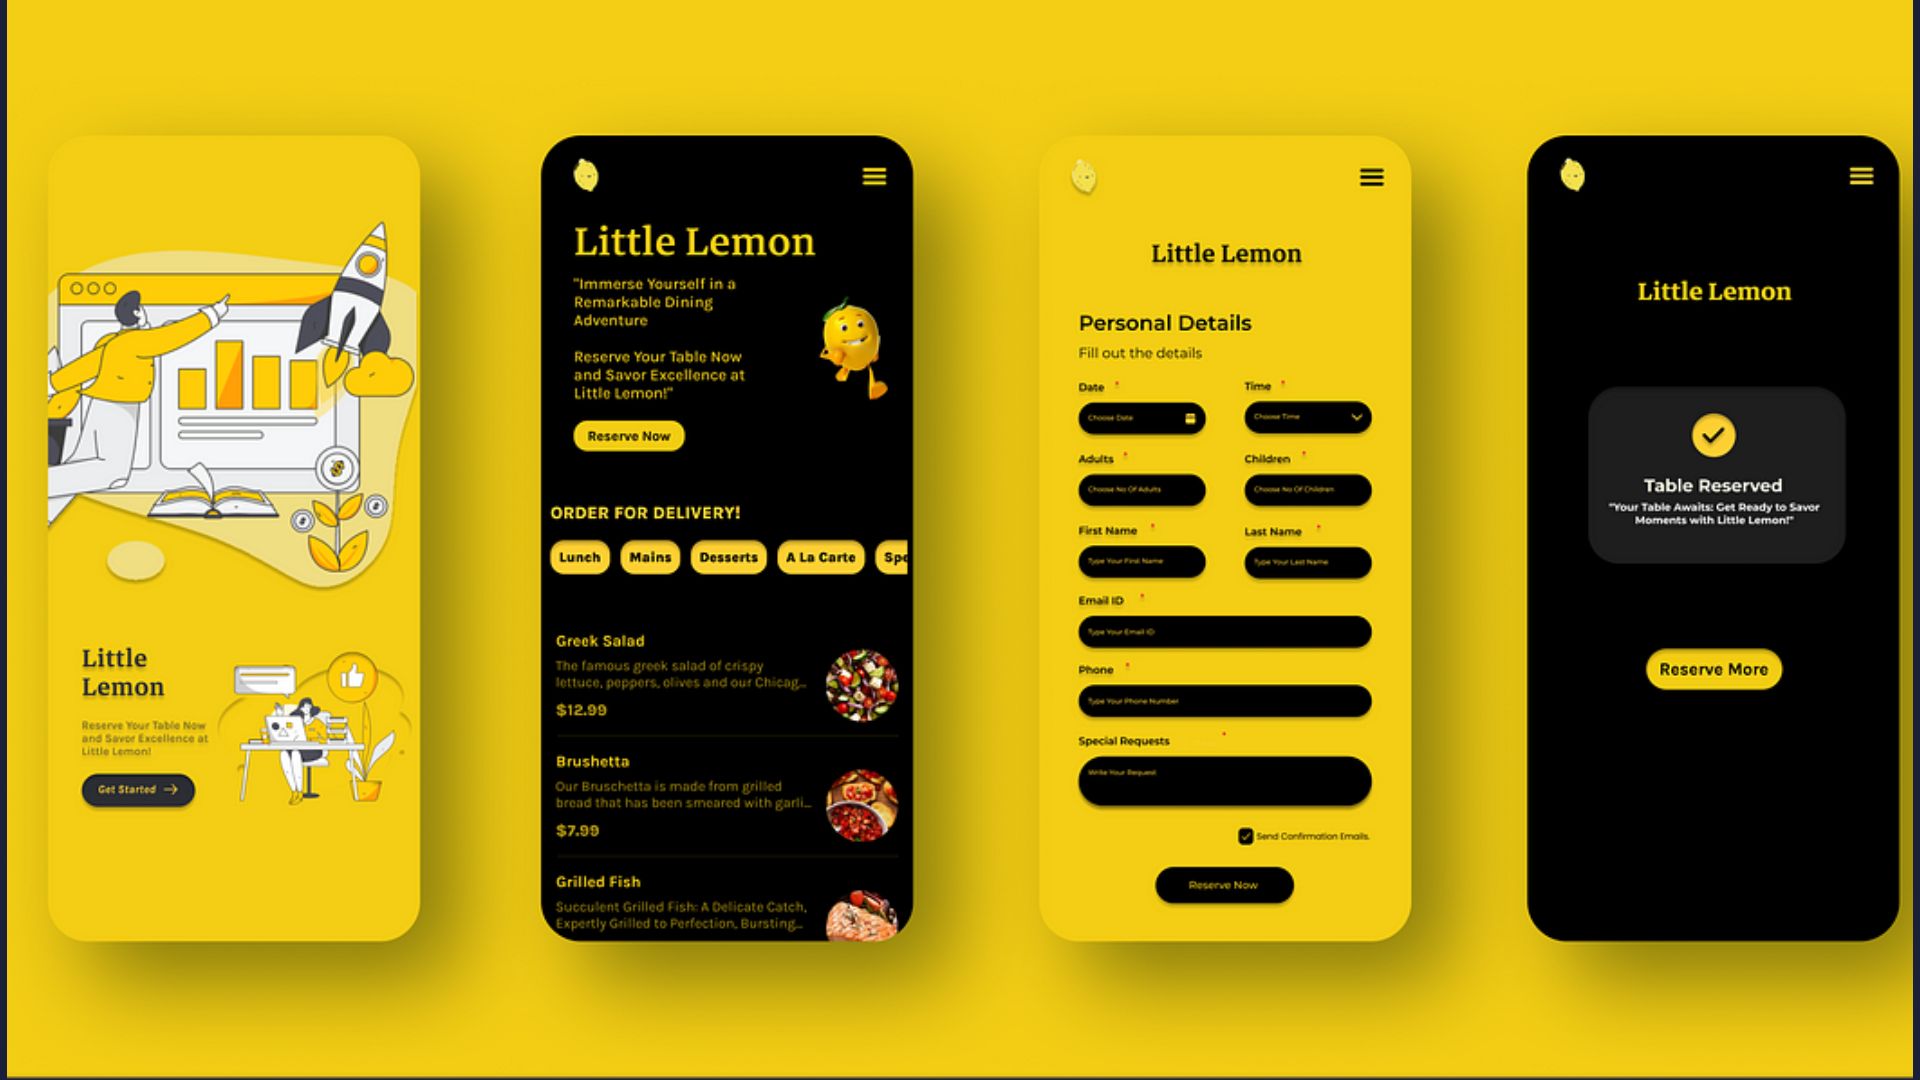 Little
Lemon
Reserve Your Table Now
and Savor Excellence at
Little Lemon!
Get Started
Little Lemon
"Immerse Yourself in a
Remarkable Dining
Adventure
Reserve Your Table Now
and Savor Excellence at
Little Lemon!"
Reserve Now
ORDER FOR DELIVERY!
Lunch
Mains
Desserts
A La Carte
Spe
Greek Salad
The famous greek salad of crispy
lettuce, peppers, olives and our Chicag...
$12.99
Brushetta
Our Bruschetta is made from grilled
bread that has been smeared with garli...
$7.99
Grilled Fish
Succulent Grilled Fish: A Delicate Catch,
Expertly Grilled to Perfection, Bursting...
Little Lemon
Personal Details
Fill out the details
Date *
Time *
Choose Date
Choose Time
Adults *
Children *
Choose No Of Adults
Choose No Of Children
First Name *
Last Name *
Type Your First Name
Type Your Last Name
Email ID *
Type Your Email ID
Phone *
Type Your Phone Number
Special Requests *
Write Your Request
Send Confirmation Emails.
Reserve Now
Little Lemon
Table Reserved
"Your Table Awaits: Get Ready to Savor
Moments with Little Lemon!"
Reserve More